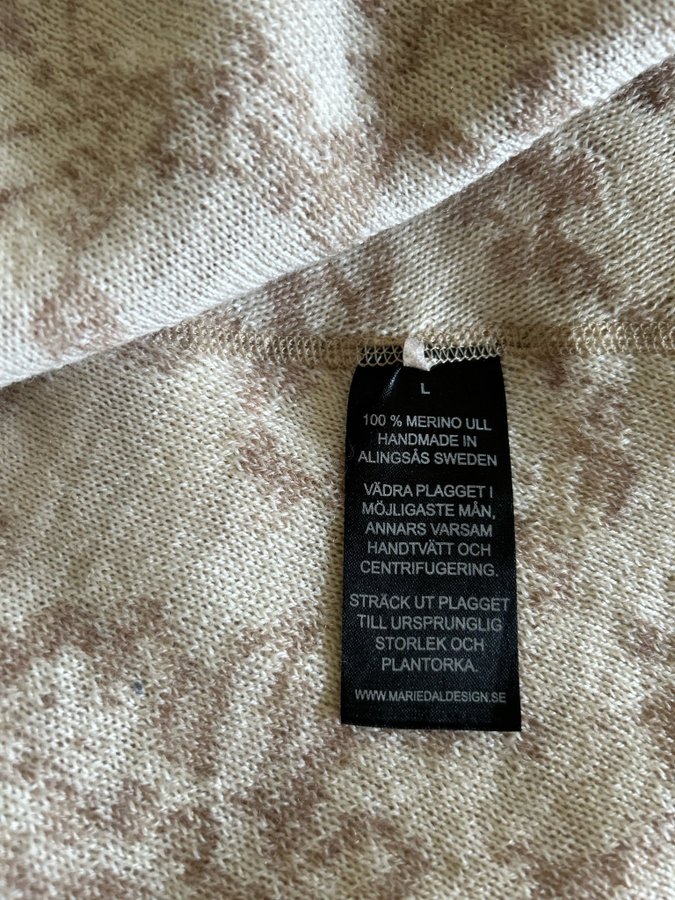 L
100 % MERINO ULL
HANDMADE IN
ALINGSÅS SWEDEN
VÄDRA PLAGGET I
MÖJLIGASTE MÅN,
ANNARS VARSAM
HANDTVÄTT OCH
CENTRIFUGERING.
STRÄCK UT PLAGGET
TILL URSPRUNGLIG
STORLEK OCH
PLANTORKA.
WWW.MARIEDALDESIGN.SE